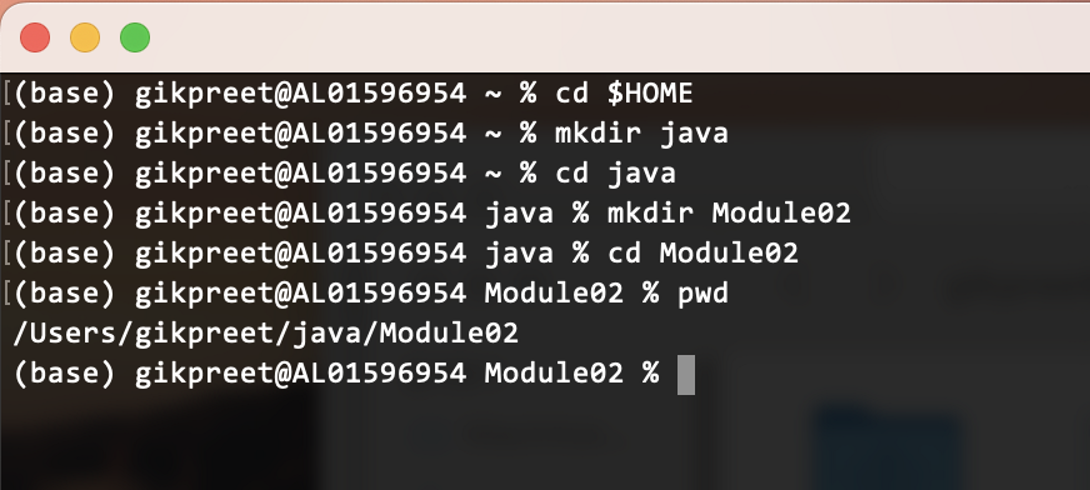 [(base) gikpreet@AL01596954 ~ % cd $HOME
[(base) gikpreet@AL01596954 ~ % mkdir java
[(base) gikpreet@AL01596954 ~ % cd java
[(base) gikpreet@AL01596954 java % mkdir Module02
[(base) gikpreet@AL01596954 java % cd Module02
[(base) gikpreet@AL01596954 Module02 % pwd
/Users/gikpreet/java/Module02
(base) gikpreet@AL01596954 Module02 %